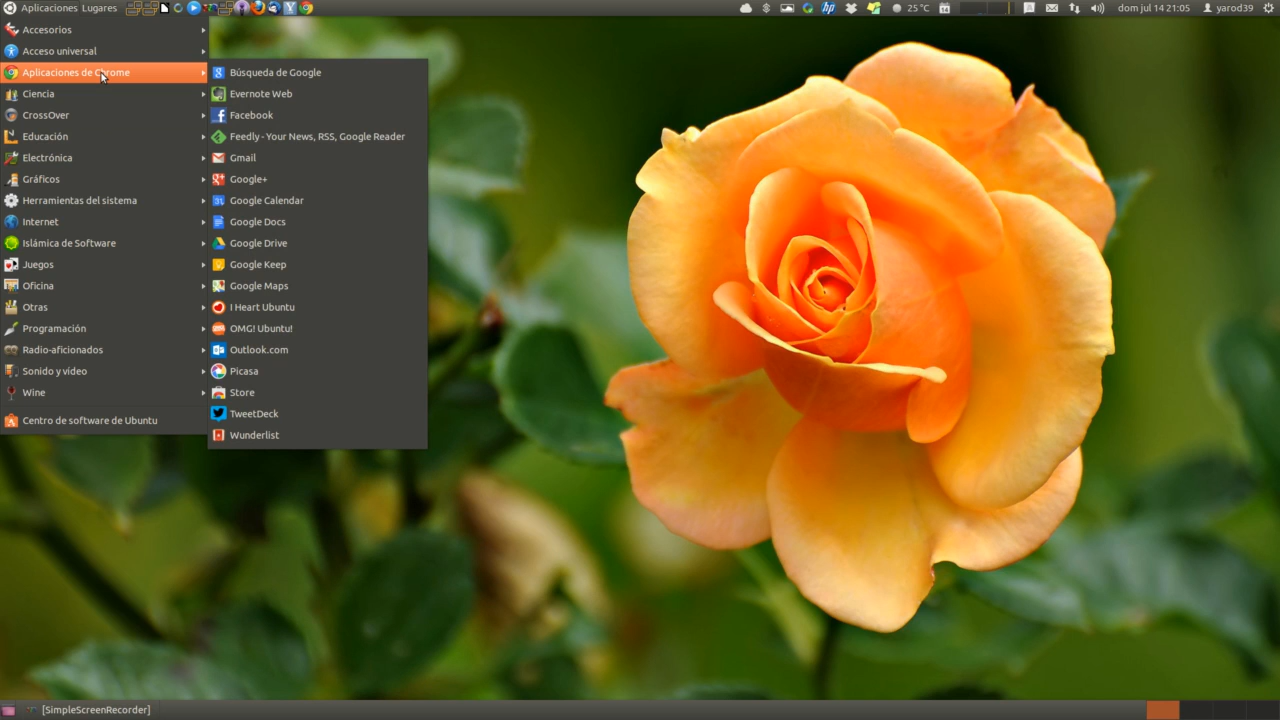 Aplicaciones Lugares
25 °C
dom jul 14 21:05
yarod39
Accesorios
Acceso universal
Aplicaciones de Chrome
Ciencia
CrossOver
Educación
Electrónica
Gráficos
Herramientas del sistema
Internet
Islámica de Software
Juegos
Oficina
Otras
Programación
Radio-aficionados
Sonido y vídeo
Wine
Centro de software de Ubuntu
Búsqueda de Google
Evernote Web
Facebook
Feedly - Your News, RSS, Google Reader
Gmail
Google+
Google Calendar
Google Docs
Google Drive
Google Keep
Google Maps
I Heart Ubuntu
OMG! Ubuntu!
Outlook.com
Picasa
Store
TweetDeck
Wunderlist
[SimpleScreenRecorder]